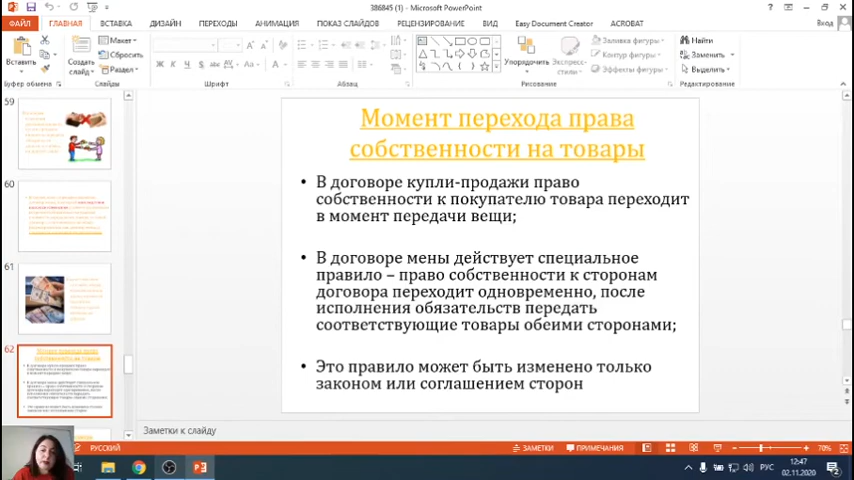 386845 (1) - Microsoft PowerPoint
Вход
ФАЙЛ ГЛАВНАЯ ВСТАВКА ДИЗАЙН ПЕРЕХОДЫ АНИМАЦИЯ ПОКАЗ СЛАЙДОВ РЕЦЕНЗИРОВАНИЕ ВИД Easy Document Creator ACROBAT
Вставить
Создать слайд
Макет
Сбросить
Раздел
Упорядочить
Экспресс-стили
Заливка фигуры
Контур фигуры
Эффекты фигуры
Найти
Заменить
Выделить
Буфер обмена Слайды Шрифт Абзац Рисование Редактирование
59
60
61
62
Момент перехода права
собственности на товары
• В договоре купли-продажи право
собственности к покупателю товара переходит
в момент передачи вещи;
• В договоре мены действует специальное
правило – право собственности к сторонам
договора переходит одновременно, после
исполнения обязательств передать
соответствующие товары обеими сторонами;
• Это правило может быть изменено только
законом или соглашением сторон
Заметки к слайду
РУССКИЙ ЗАМЕТКИ ПРИМЕЧАНИЯ 70%
РУС
12:47
02.11.2020